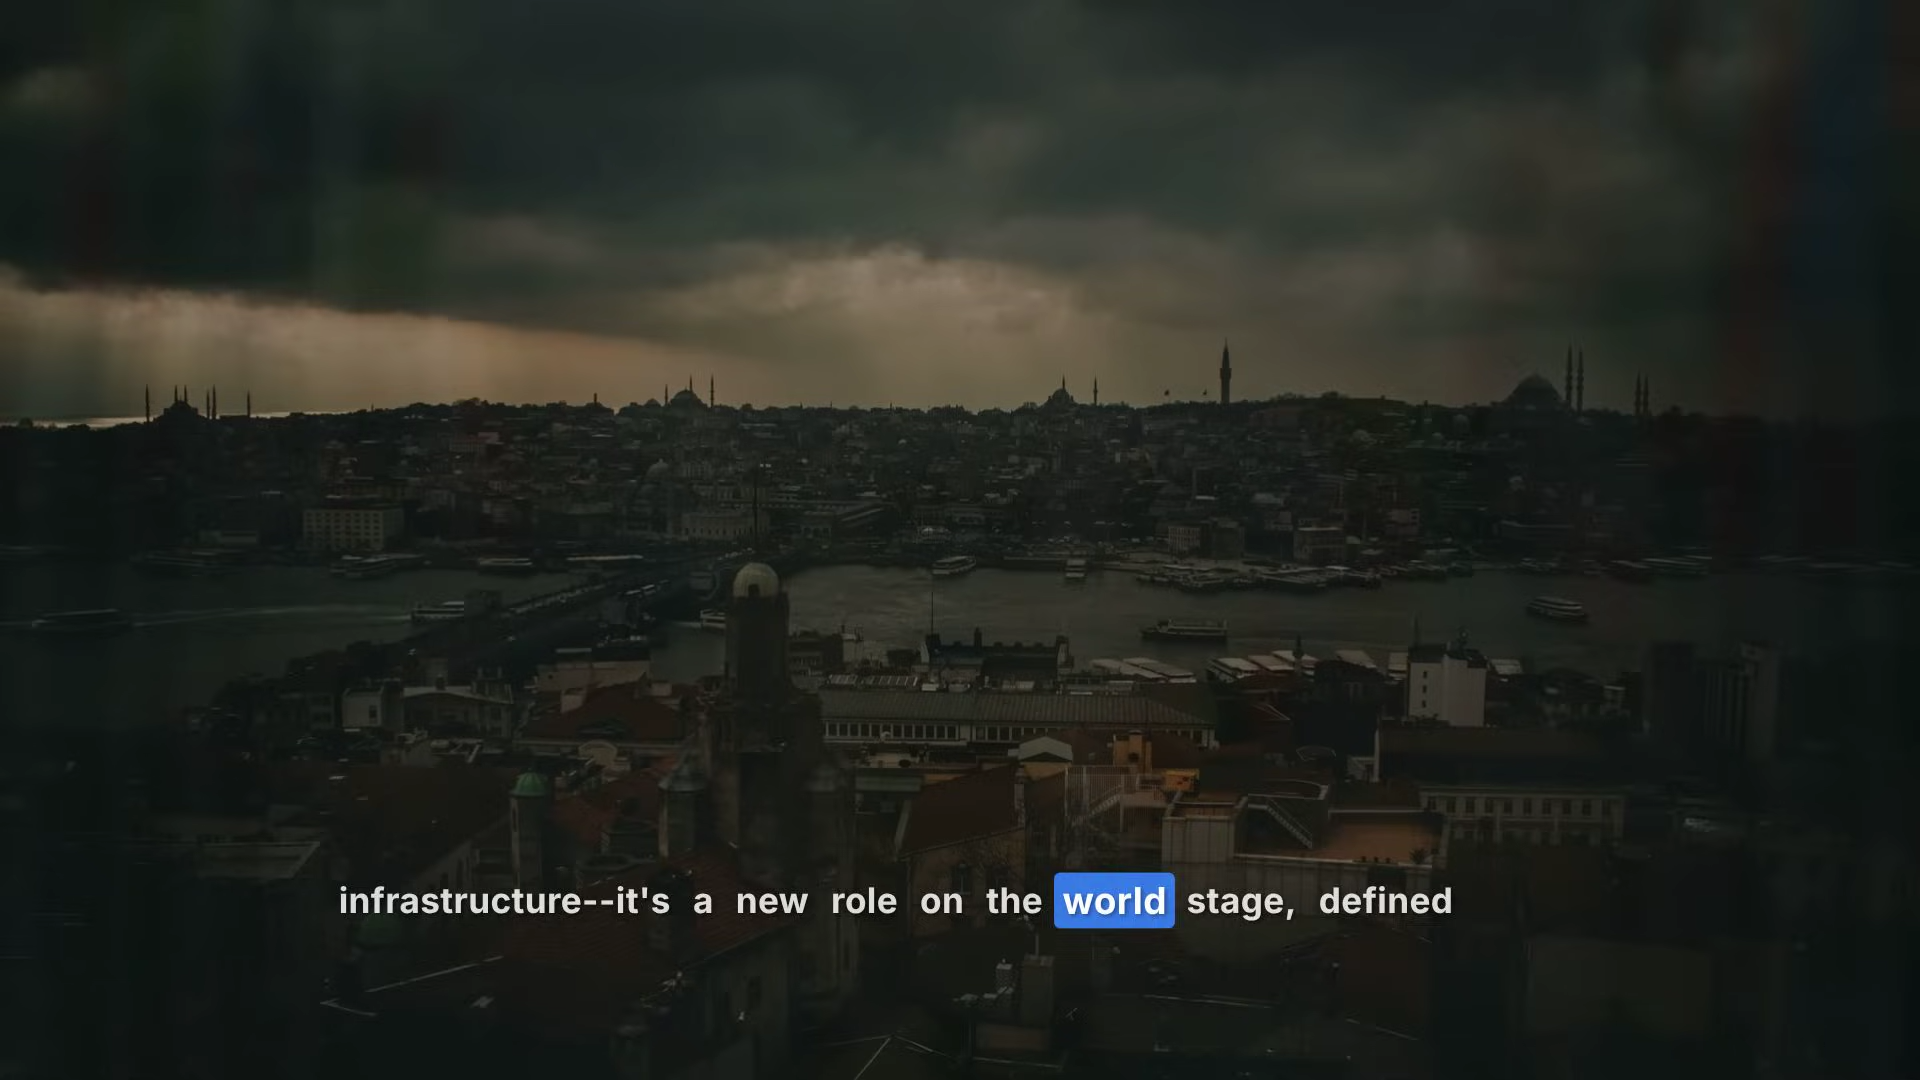 infrastructure--it's a new role on the world stage, defined